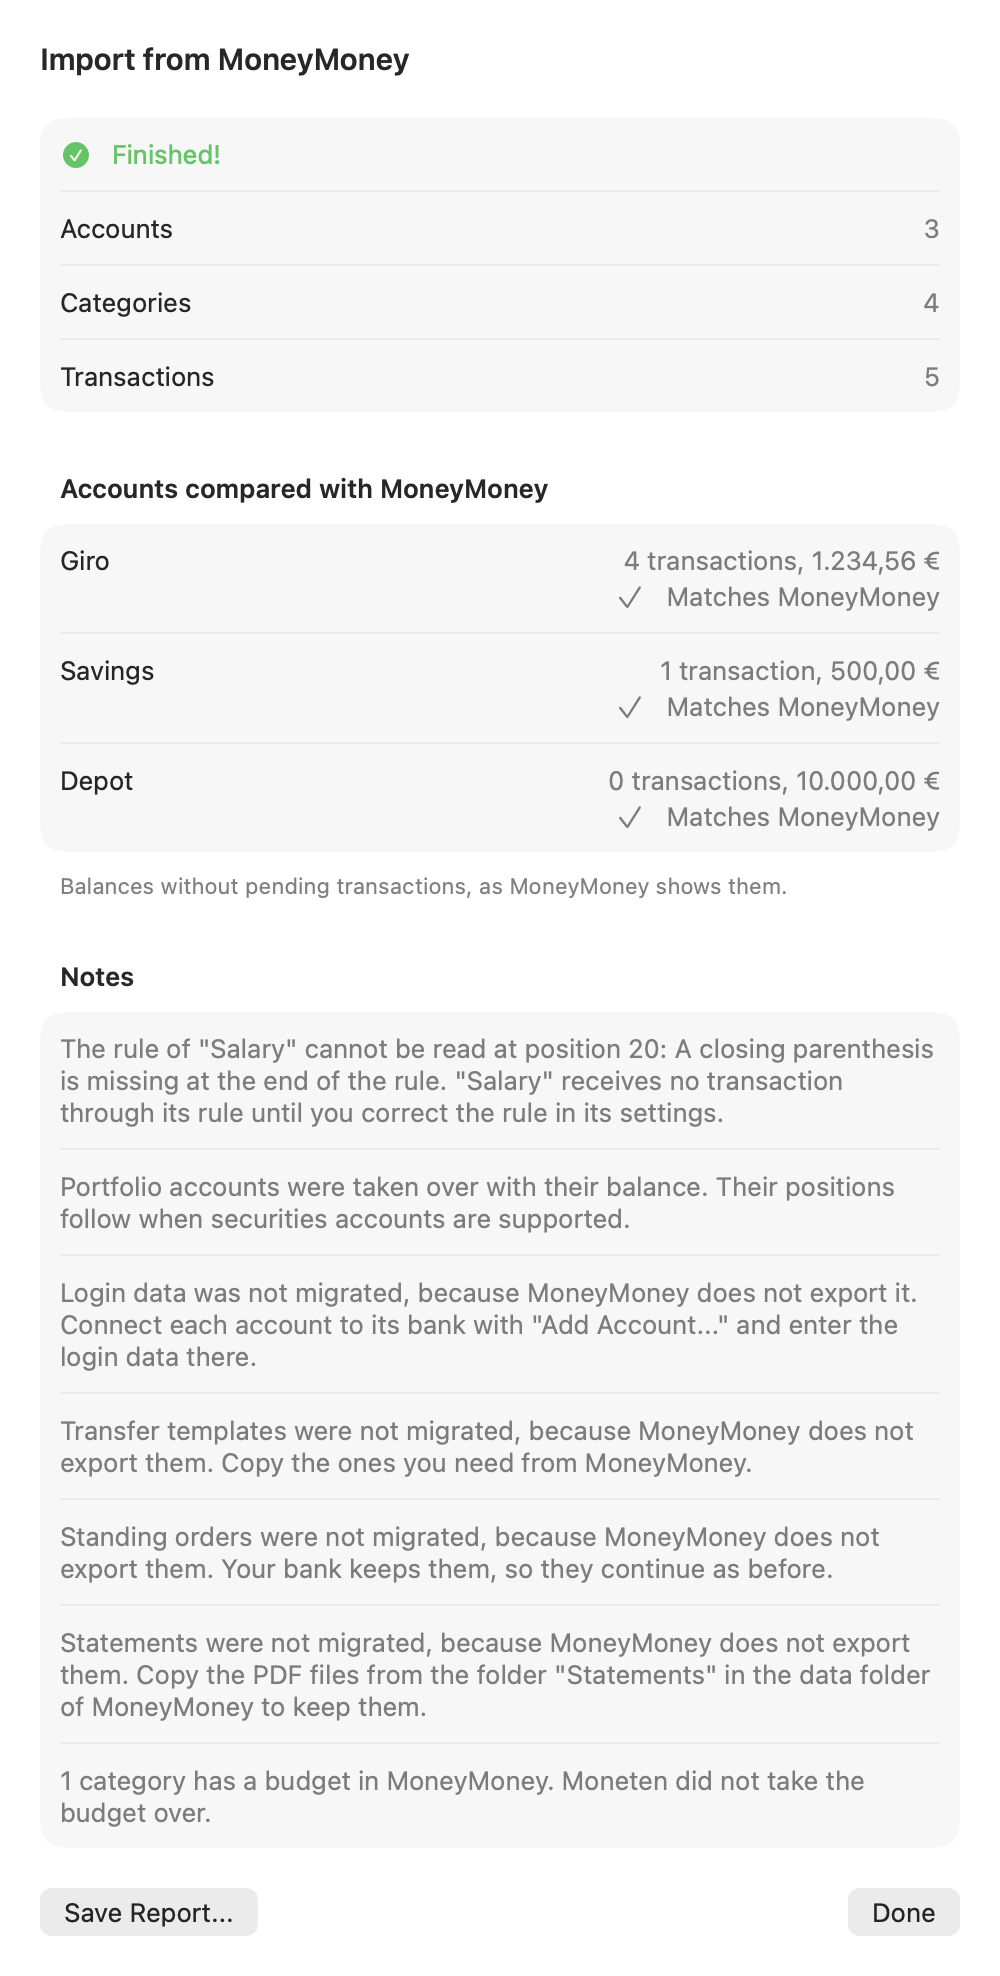 Import from MoneyMoney
Finished!
Accounts 3
Categories 4
Transactions 5
Accounts compared with MoneyMoney
Giro 4 transactions, 1.234,56 €
Matches MoneyMoney
Savings 1 transaction, 500,00 €
Matches MoneyMoney
Depot 0 transactions, 10.000,00 €
Matches MoneyMoney
Balances without pending transactions, as MoneyMoney shows them.
Notes
The rule of "Salary" cannot be read at position 20: A closing parenthesis
is missing at the end of the rule. "Salary" receives no transaction
through its rule until you correct the rule in its settings.
Portfolio accounts were taken over with their balance. Their positions
follow when securities accounts are supported.
Login data was not migrated, because MoneyMoney does not export it.
Connect each account to its bank with "Add Account..." and enter the
login data there.
Transfer templates were not migrated, because MoneyMoney does not
export them. Copy the ones you need from MoneyMoney.
Standing orders were not migrated, because MoneyMoney does not
export them. Your bank keeps them, so they continue as before.
Statements were not migrated, because MoneyMoney does not export
them. Copy the PDF files from the folder "Statements" in the data folder
of MoneyMoney to keep them.
1 category has a budget in MoneyMoney. Moneten did not take the
budget over.
Save Report... Done